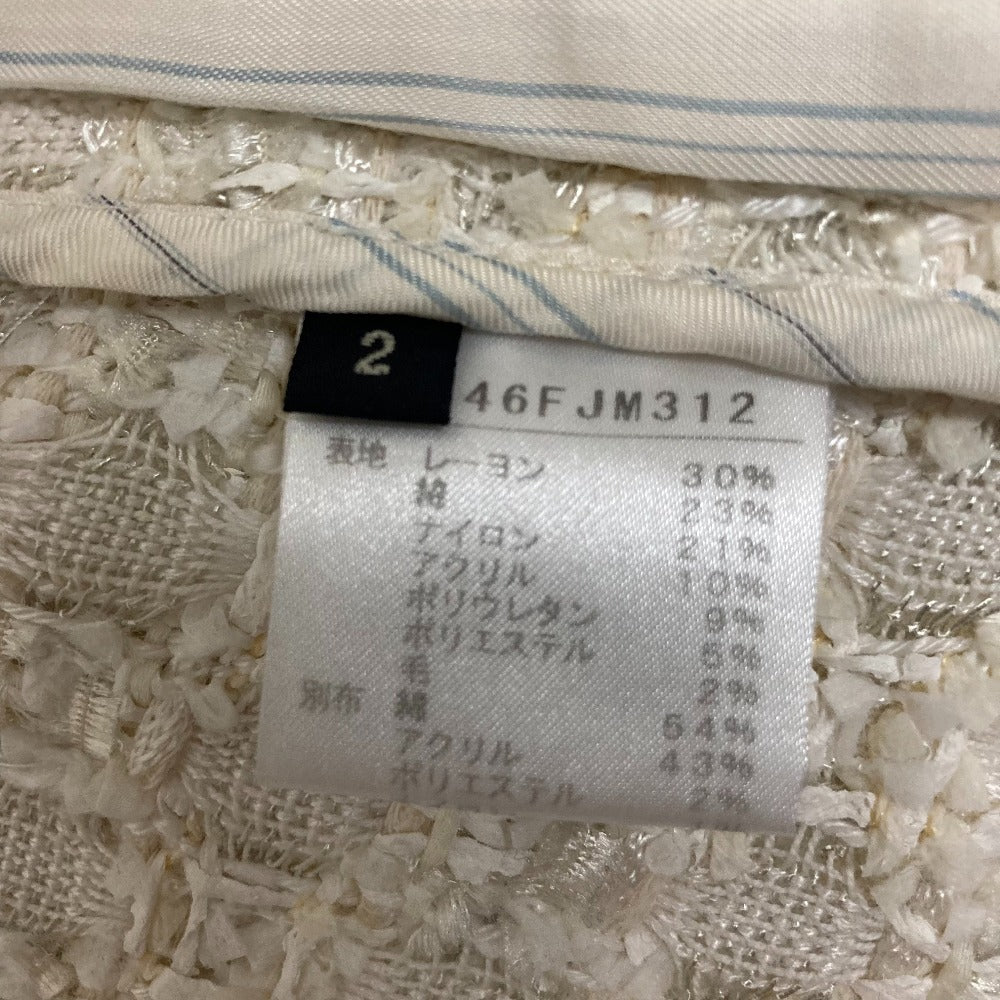 2
46FJM312
表地 レーヨン 30%
綿 23%
ナイロン 21%
アクリル 10%
ポリウレタン 9%
ポリエステル 5%
毛 2%
別布 綿 54%
アクリル 43%
ポリエステル 2%